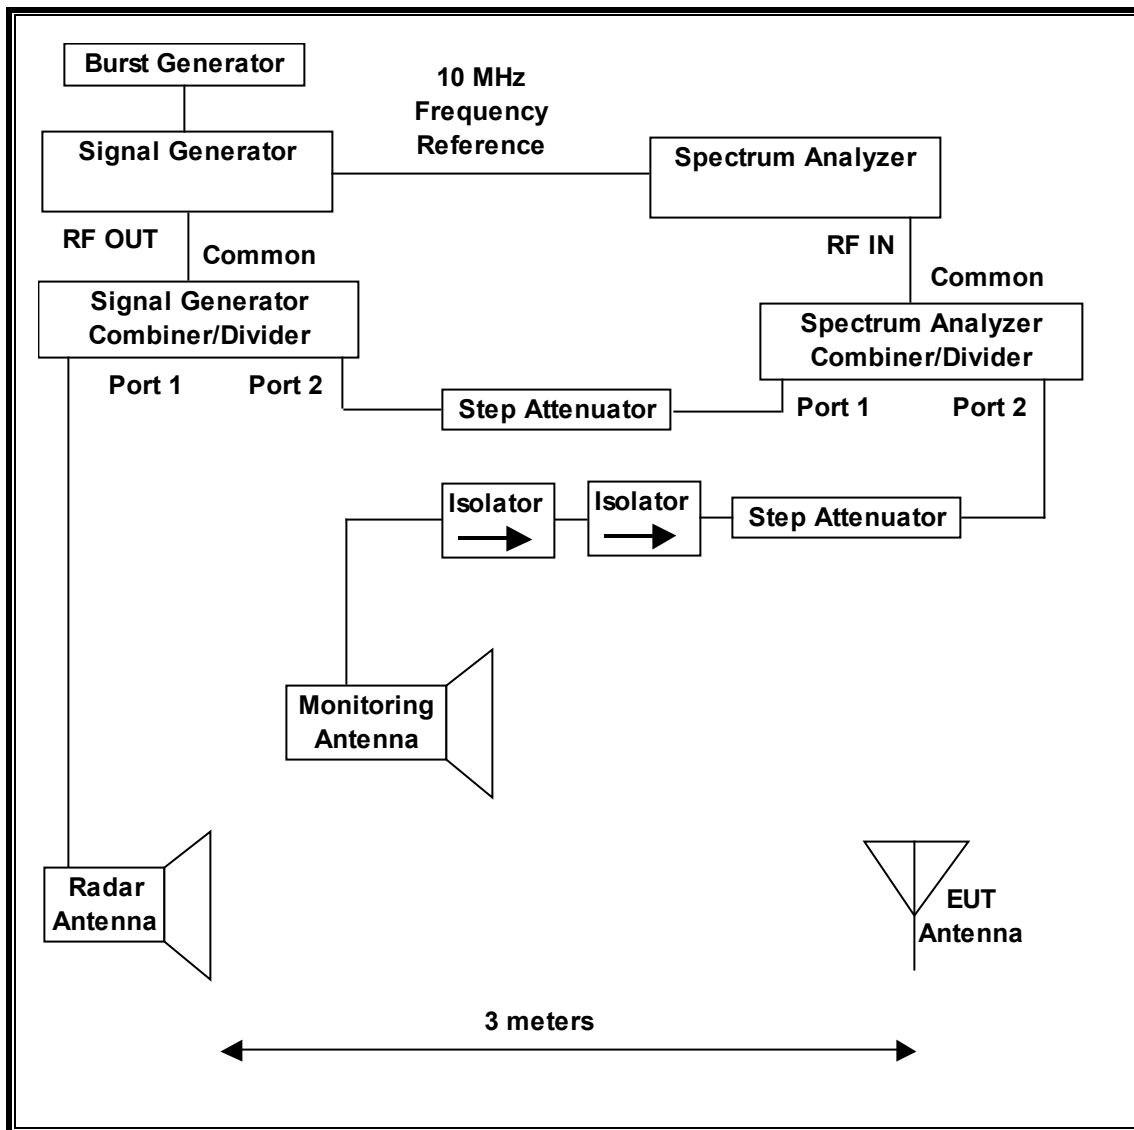 Burst Generator
10 MHz
Frequency
Reference
Signal Generator
Spectrum Analyzer
RF OUT
Common
RF IN
Common
Signal Generator
Combiner/Divider
Spectrum Analyzer
Combiner/Divider
Port 1
Port 2
Step Attenuator
Port 1
Port 2
Isolator
Isolator
Step Attenuator
Monitoring
Antenna
Radar
Antenna
EUT
Antenna
3 meters